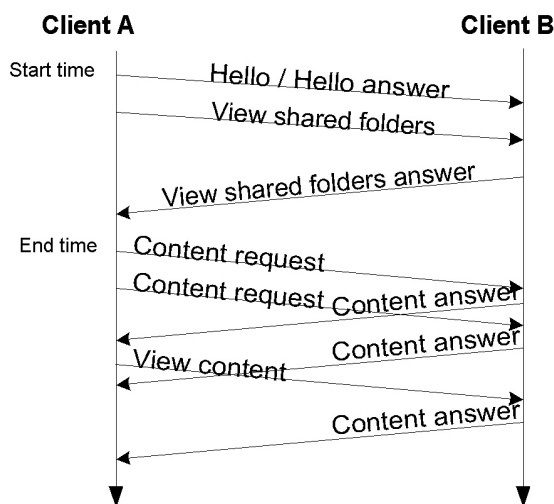 Client A
Client B
Start time
Hello / Hello answer
View shared folders
View shared folders answer
End time
Content request
Content request
Content answer
Content answer
View content
Content answer